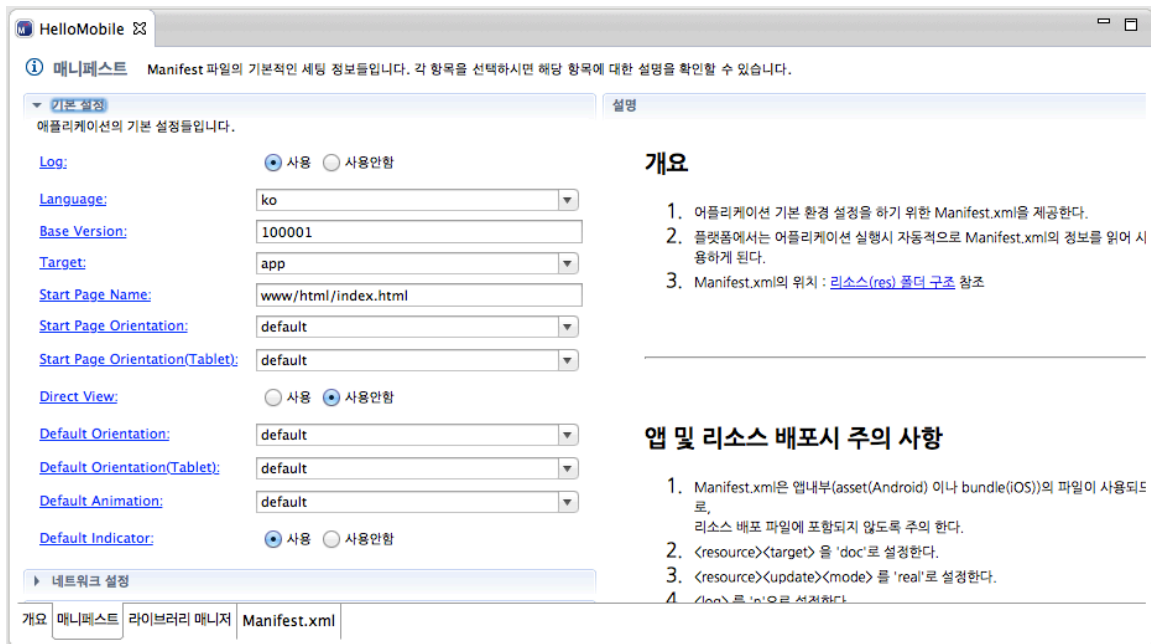 HelloMobile
매니페스트 Manifest 파일의 기본적인 세팅 정보들입니다. 각 항목을 선택하시면 해당 항목에 대한 설명을 확인할 수 있습니다.
기본 설정
애플리케이션의 기본 설정들입니다.
Log: 사용 사용안함
Language: ko
Base Version: 100001
Target: app
Start Page Name: www/html/index.html
Start Page Orientation: default
Start Page Orientation(Tablet): default
Direct View: 사용 사용안함
Default Orientation: default
Default Orientation(Tablet): default
Default Animation: default
Default Indicator: 사용 사용안함
네트워크 설정
설명
개요
1. 어플리케이션 기본 환경 설정을 하기 위한 Manifest.xml을 제공한다.
2. 플랫폼에서는 어플리케이션 실행시 자동적으로 Manifest.xml의 정보를 읽어 사
용하게 된다.
3. Manifest.xml의 위치 : 리소스(res) 폴더 구조 참조
앱 및 리소스 배포시 주의 사항
1. Manifest.xml은 앱내부(asset(Android) 이나 bundle(iOS))의 파일이 사용되므
로,
리소스 배포 파일에 포함되지 않도록 주의 한다.
2. <resource><target> 을 'doc'로 설정한다.
3. <resource><update><mode> 를 'real'로 설정한다.
4. <log> 를 'n'으로 설정한다
개요 매니페스트 라이브러리 매니저 Manifest.xml